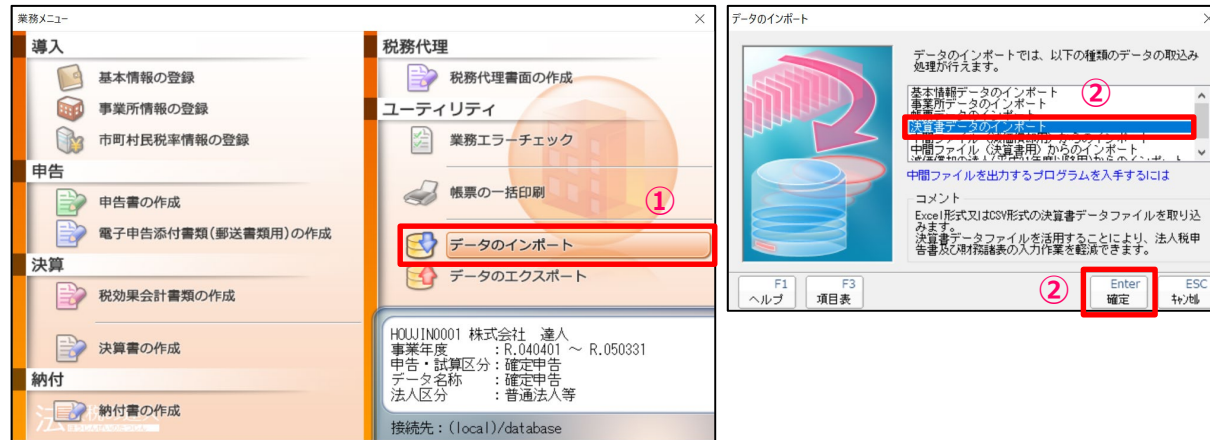 業務メニュー
導入
基本情報の登録
事業所情報の登録
市町村民税率情報の登録
申告
申告書の作成
電子申告添付書類(郵送書類用)の作成
決算
税効果会計書類の作成
決算書の作成
納付
納付書の作成
税務代理
税務代理書面の作成
ユーティリティ
業務エラーチェック
帳票の一括印刷
①
データのインポート
データのエクスポート
HOUJIN0001 株式会社 達人
事業年度 :R.040401 ~ R.050331
申告・試算区分:確定申告
データ名称 :確定申告
法人区分 :普通法人等
接続先:(local)/database
データのインポート
データのインポートでは、以下の種類のデータの取込み
処理が行えます。
基本情報データのインポート
②
事業所データのインポート
帳票データのインポート
決算書データのインポート
中間ファイル(決算書用)からのインポート
中間ファイルを出力するプログラムを入手するには
コメント
Excel形式又はCSV形式の決算書データファイルを取り込
みます。
決算書データファイルを活用することにより、法人税申
告書及び財務諸表の入力作業を軽減できます。
F1
ヘルプ
F3
項目表
②
Enter
確定
ESC
キャンセル